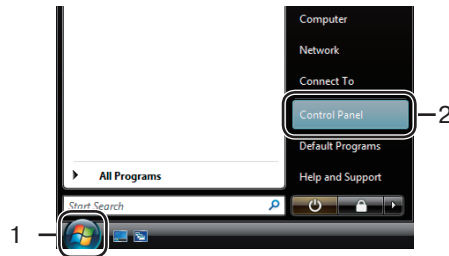 Computer
Network
Connect To
Control Panel
2
Default Programs
All Programs
Help and Support
Start Search
1